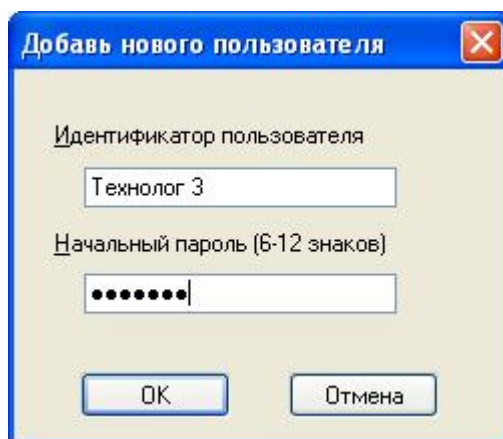 Добавь нового пользователя
Идентификатор пользователя
Технолог 3
Начальный пароль (6-12 знаков)
●●●●●●●
OK
Отмена